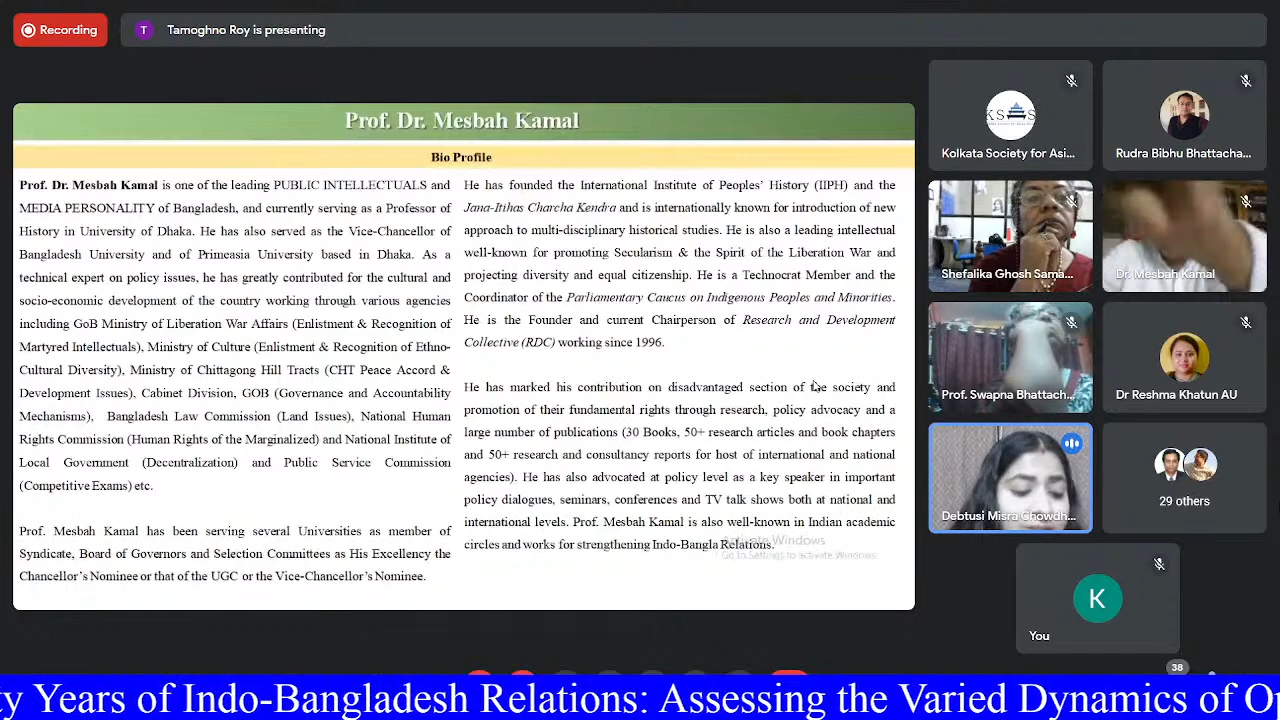 Recording
T
Tamoghno Roy is presenting
Prof. Dr. Mesbah Kamal
Bio Profile
Prof. Dr. Mesbah Kamal is one of the leading PUBLIC INTELLECTUALS and
MEDIA PERSONALITY of Bangladesh, and currently serving as a Professor of
History in University of Dhaka. He has also served as the Vice-Chancellor of
Bangladesh University and of Primeasia University based in Dhaka. As a
technical expert on policy issues, he has greatly contributed for the cultural and
socio-economic development of the country working through various agencies
including GoB Ministry of Liberation War Affairs (Enlistment & Recognition of
Martyred Intellectuals), Ministry of Culture (Enlistment & Recognition of Ethno-
Cultural Diversity), Ministry of Chittagong Hill Tracts (CHT Peace Accord &
Development Issues), Cabinet Division, GOB (Governance and Accountability
Mechanisms), Bangladesh Law Commission (Land Issues), National Human
Rights Commission (Human Rights of the Marginalized) and National Institute of
Local Government (Decentralization) and Public Service Commission
(Competitive Exams) etc.
Prof. Mesbah Kamal has been serving several Universities as member of
Syndicate, Board of Governors and Selection Committees as His Excellency the
Chancellor's Nominee or that of the UGC or the Vice-Chancellor's Nominee.
He has founded the International Institute of Peoples' History (IIPH) and the
Jana-Itihas Charcha Kendra and is internationally known for introduction of new
approach to multi-disciplinary historical studies. He is also a leading intellectual
well-known for promoting Secularism & the Spirit of the Liberation War and
projecting diversity and equal citizenship. He is a Technocrat Member and the
Coordinator of the Parliamentary Caucus on Indigenous Peoples and Minorities.
He is the Founder and current Chairperson of Research and Development
Collective (RDC) working since 1996.
He has marked his contribution on disadvantaged section of the society and
promotion of their fundamental rights through research, policy advocacy and a
large number of publications (30 Books, 50+ research articles and book chapters
and 50+ research and consultancy reports for host of international and national
agencies). He has also advocated at policy level as a key speaker in important
policy dialogues, seminars, conferences and TV talk shows both at national and
international levels. Prof. Mesbah Kamal is also well-known in Indian academic
circles and works for strengthening Indo-Bangla Relations.
Activate Windows
Go to Settings to activate Windows.
Kolkata Society for Asi...
Rudra Bibhu Bhattacha...
Shefalika Ghosh Sama...
Dr. Mesbah Kamal
Prof. Swapna Bhattach...
Dr Reshma Khatun AU
Debtusi Misra Chowdh...
29 others
K
You
38
ty Years of Indo-Bangladesh Relations: Assessing the Varied Dynamics of O